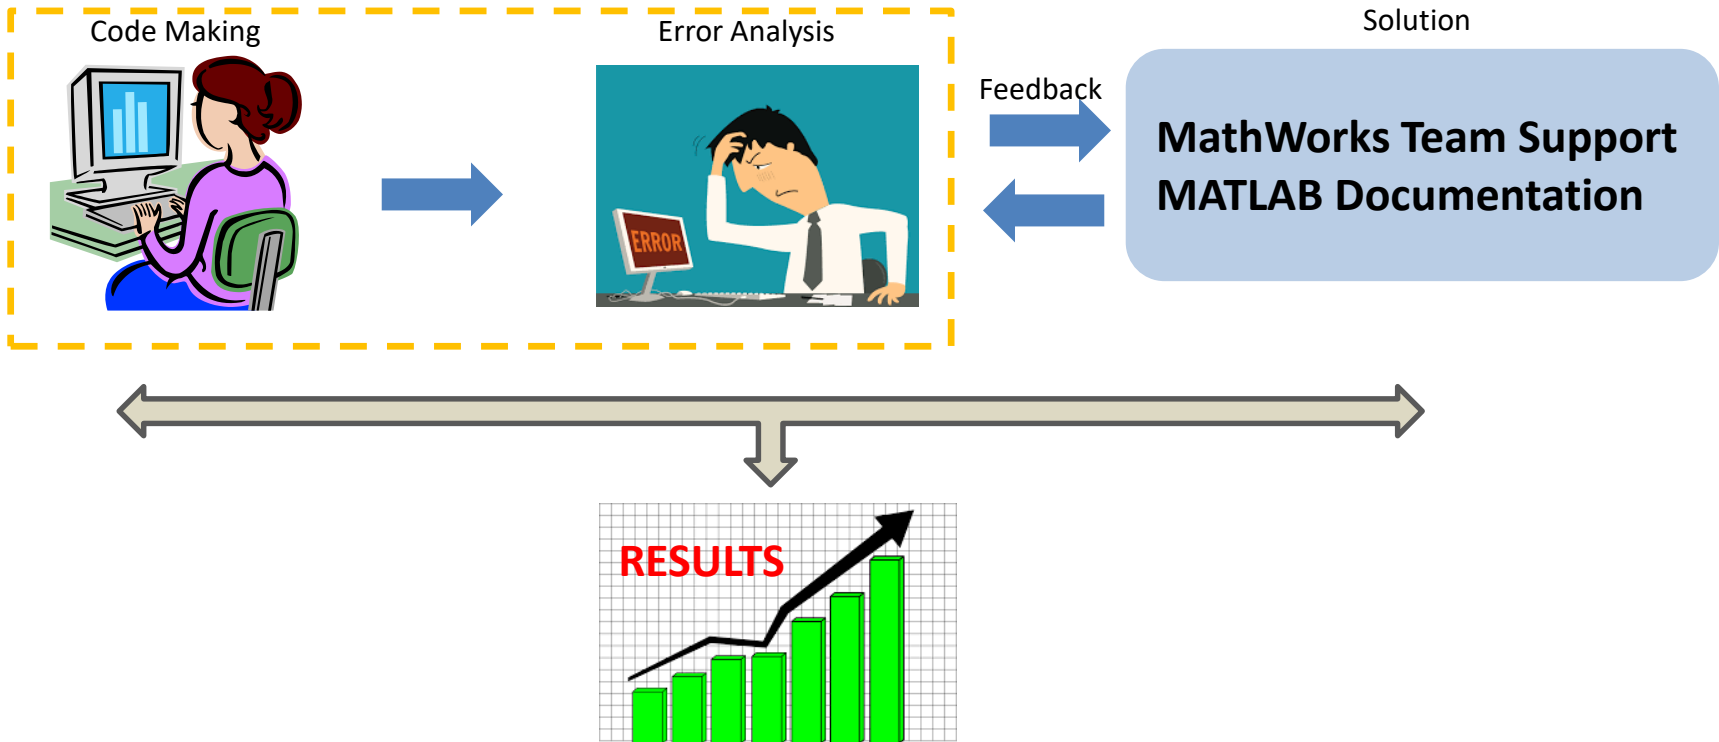 Code Making
Error Analysis
Solution
Feedback
MathWorks Team Support
MATLAB Documentation
ERROR
RESULTS